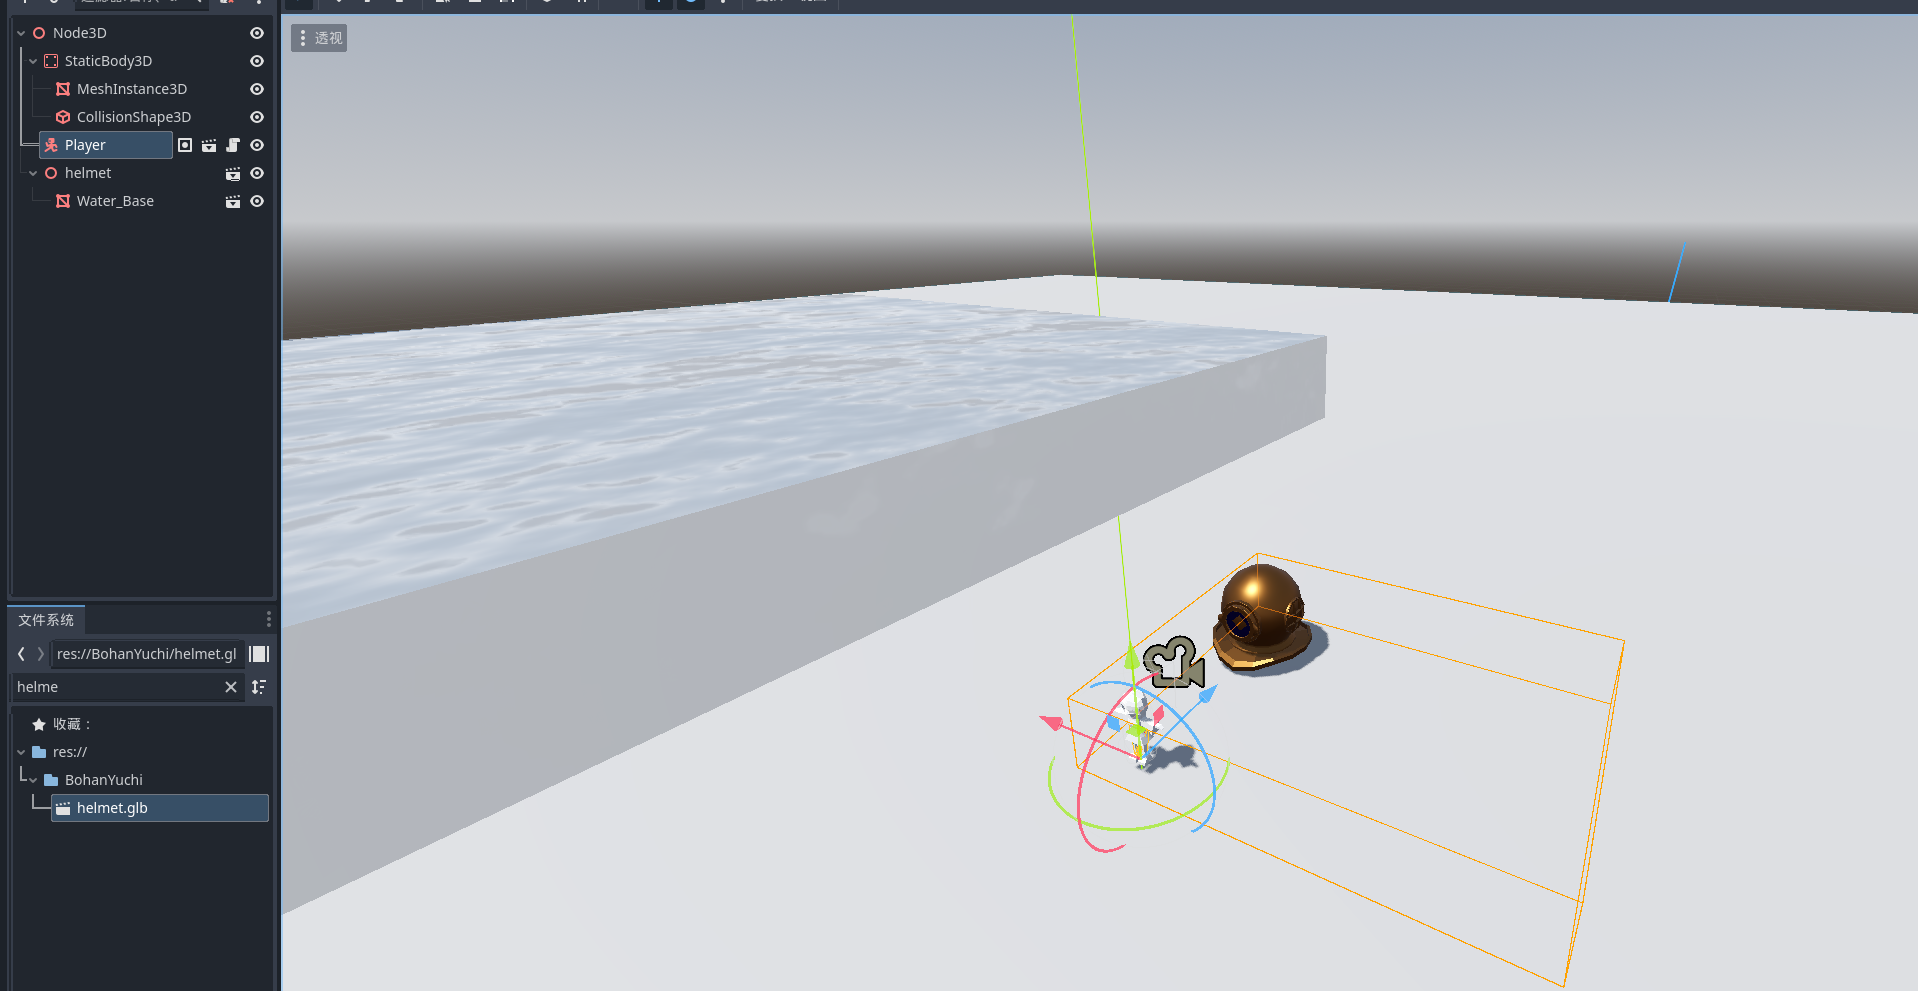 Node3D
StaticBody3D
MeshInstance3D
CollisionShape3D
Player
helmet
Water_Base
透视
文件系统
res://BohanYuchi/helmet.gl
helme
收藏：
res://
BohanYuchi
helmet.glb